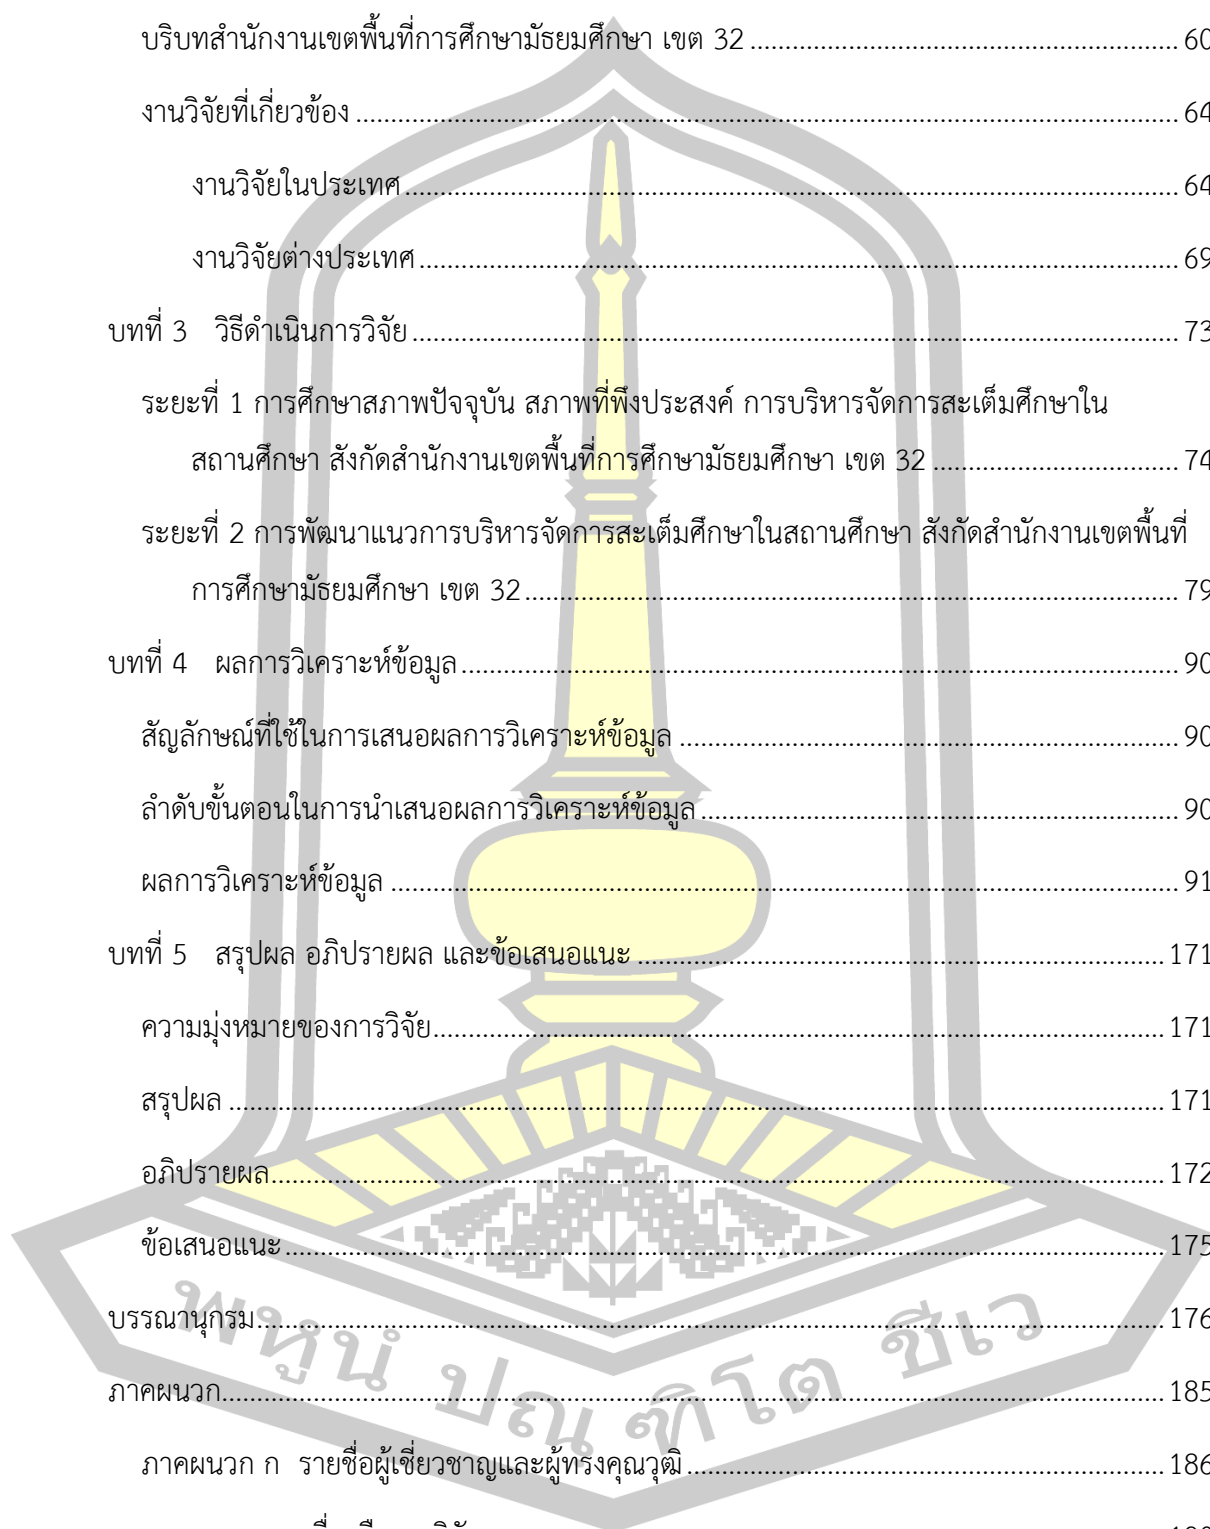 บริบทสำนักงานเขตพื้นที่การศึกษามัธยมศึกษา เขต 32 ........ 60
งานวิจัยที่เกี่ยวข้อง ........ 64
งานวิจัยในประเทศ ........ 64
งานวิจัยต่างประเทศ ........ 69
บทที่ 3 วิธีดำเนินการวิจัย ........ 73
ระยะที่ 1 การศึกษาสภาพปัจจุบัน สภาพที่พึงประสงค์ การบริหารจัดการสะเต็มศึกษาใน
สถานศึกษา สังกัดสำนักงานเขตพื้นที่การศึกษามัธยมศึกษา เขต 32 ........ 74
ระยะที่ 2 การพัฒนาแนวการบริหารจัดการสะเต็มศึกษาในสถานศึกษา สังกัดสำนักงานเขตพื้นที่
การศึกษามัธยมศึกษา เขต 32 ........ 79
บทที่ 4 ผลการวิเคราะห์ข้อมูล ........ 90
สัญลักษณ์ที่ใช้ในการเสนอผลการวิเคราะห์ข้อมูล ........ 90
ลำดับขั้นตอนในการนำเสนอผลการวิเคราะห์ข้อมูล ........ 90
ผลการวิเคราะห์ข้อมูล ........ 91
บทที่ 5 สรุปผล อภิปรายผล และข้อเสนอแนะ ........ 171
ความมุ่งหมายของการวิจัย ........ 171
สรุปผล ........ 171
อภิปรายผล ........ 172
ข้อเสนอแนะ ........ 175
บรรณานุกรม ........ 176
ภาคผนวก ........ 185
ภาคผนวก ก รายชื่อผู้เชี่ยวชาญและผู้ทรงคุณวุฒิ ........ 186
พหูนํ ปณฺฑิโต ชีเว